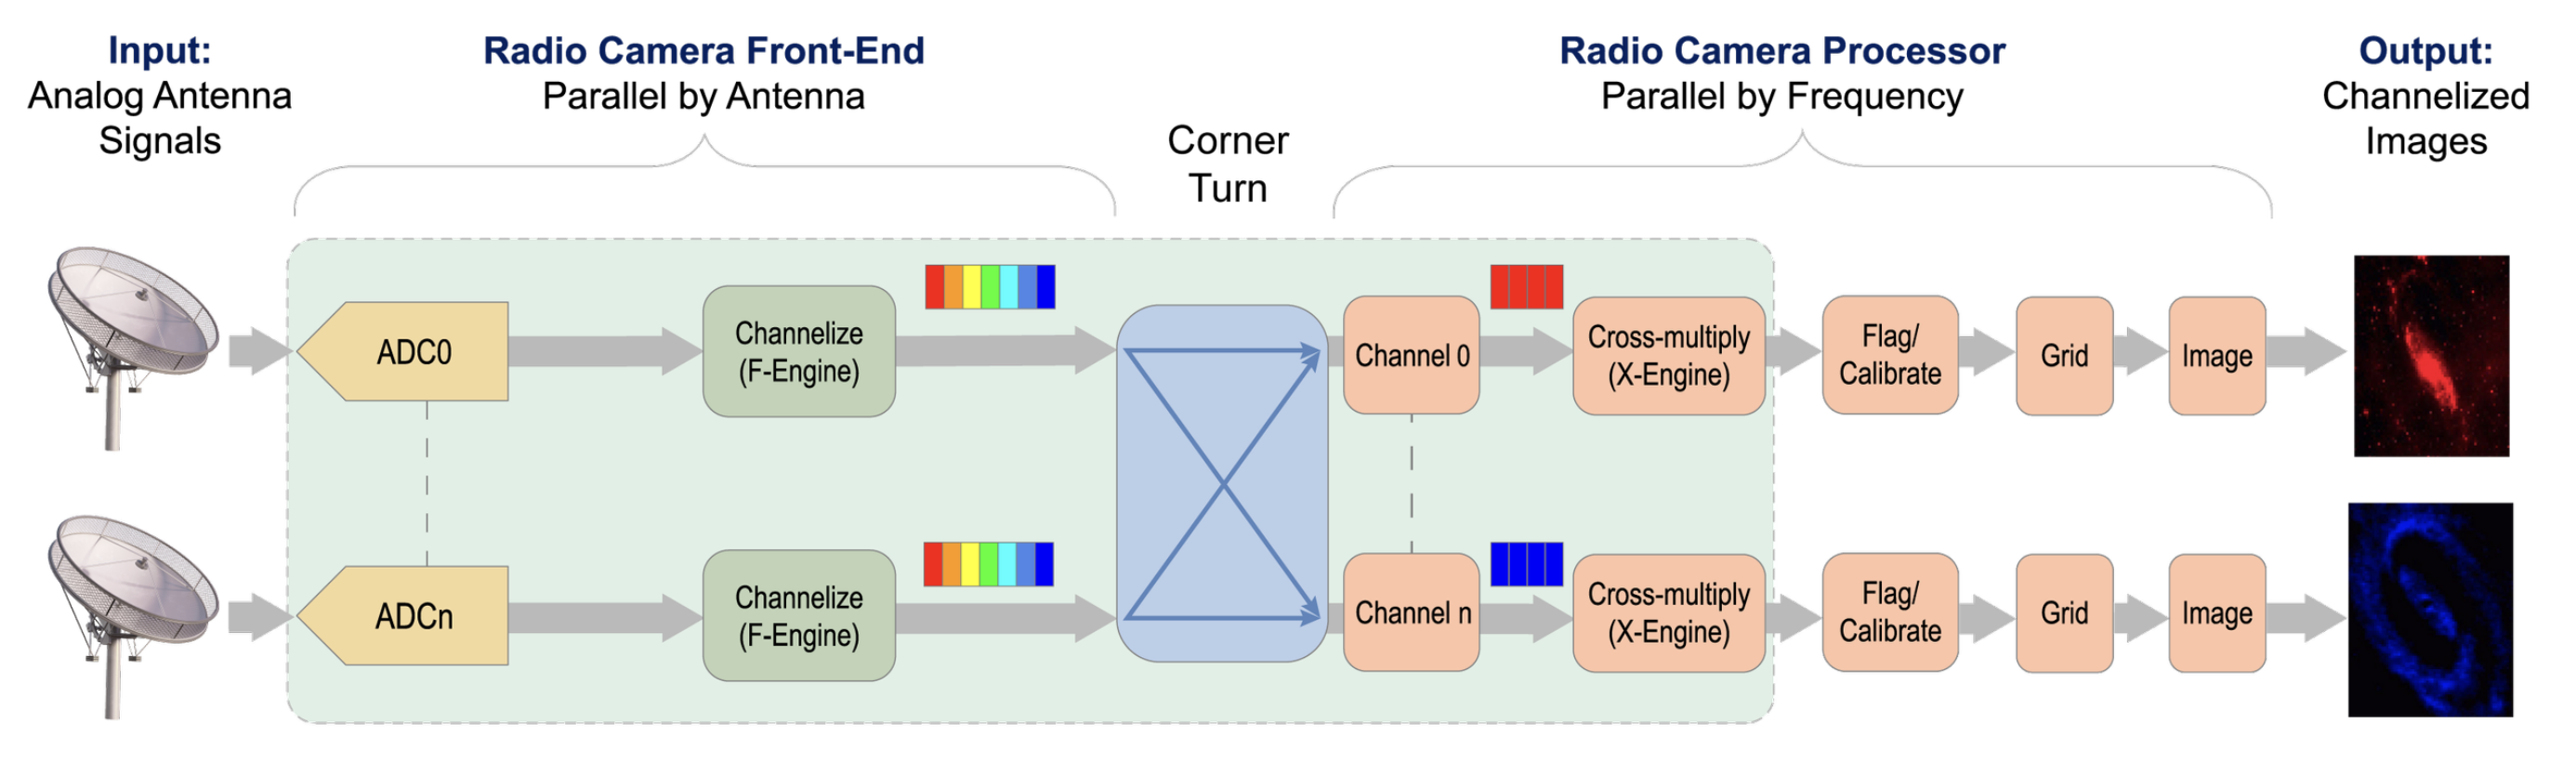 Input:
Analog Antenna
Signals
Radio Camera Front-End
Parallel by Antenna
Corner
Turn
Radio Camera Processor
Parallel by Frequency
Output:
Channelized
Images
ADC0
Channelize
(F-Engine)
Channel 0
Cross-multiply
(X-Engine)
Flag/
Calibrate
Grid
Image
ADCn
Channelize
(F-Engine)
Channel n
Cross-multiply
(X-Engine)
Flag/
Calibrate
Grid
Image